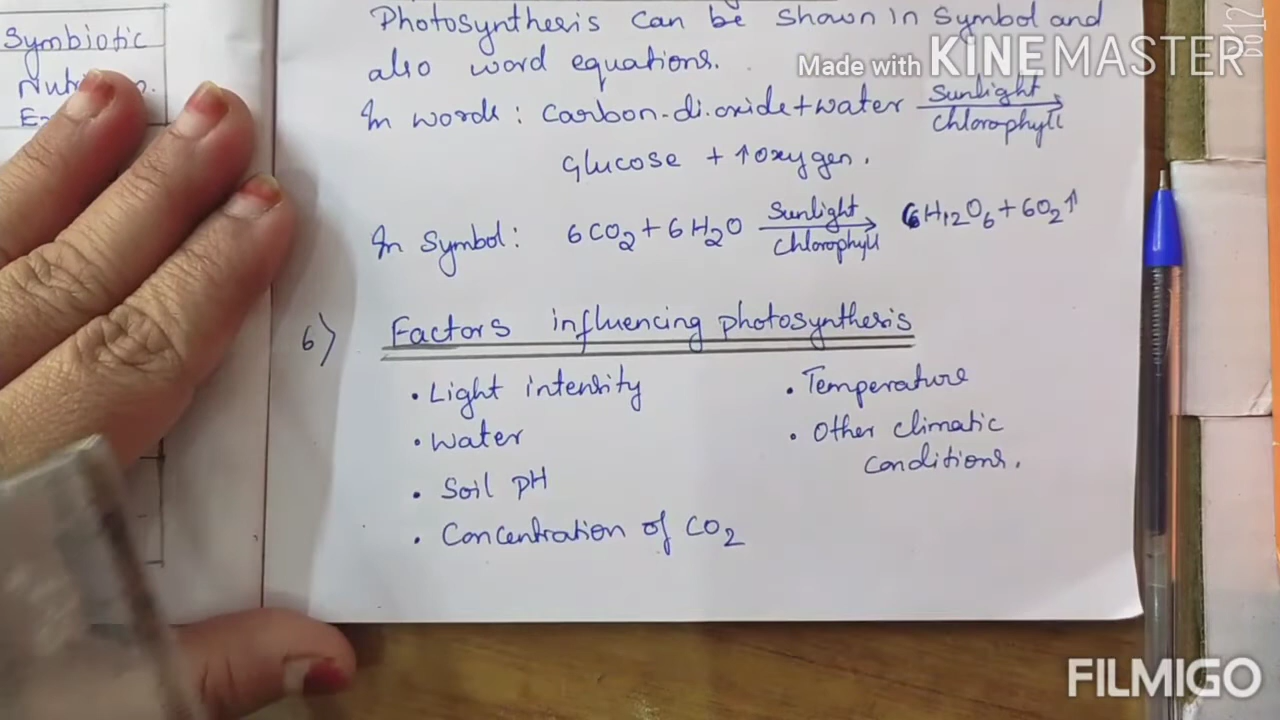 Symbiotic
Photosynthesis can be shown in symbol and
also word equations.
In words : Carbon-di-oxide + water Sunlight
Chlorophyll
Glucose + ↑ oxygen.
In symbol : 6CO2 + 6H2O Sunlight
Chlorophyll
6H12O6 + 6O2↑
6) Factors influencing photosynthesis
• Light intensity
• Water
• Soil pH
• Concentration of CO2
• Temperature
• Other climatic
conditions.
Made with KINEMASTER
FILMIGO